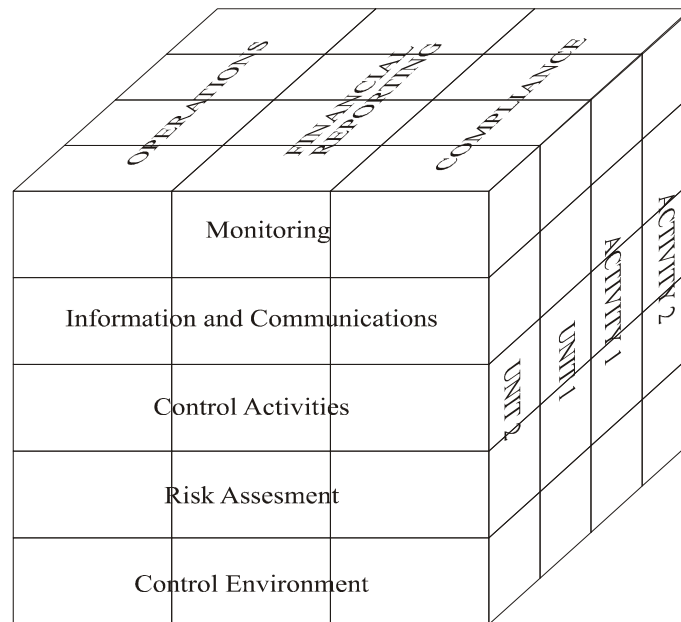 OPERATIONS
FINANCIAL
REPORTING
COMPLIANCE
Monitoring
Information and Communications
Control Activities
Risk Assesment
Control Environment
UNIT 2
UNIT 1
ACTIVITY 1
ACTIVITY 2